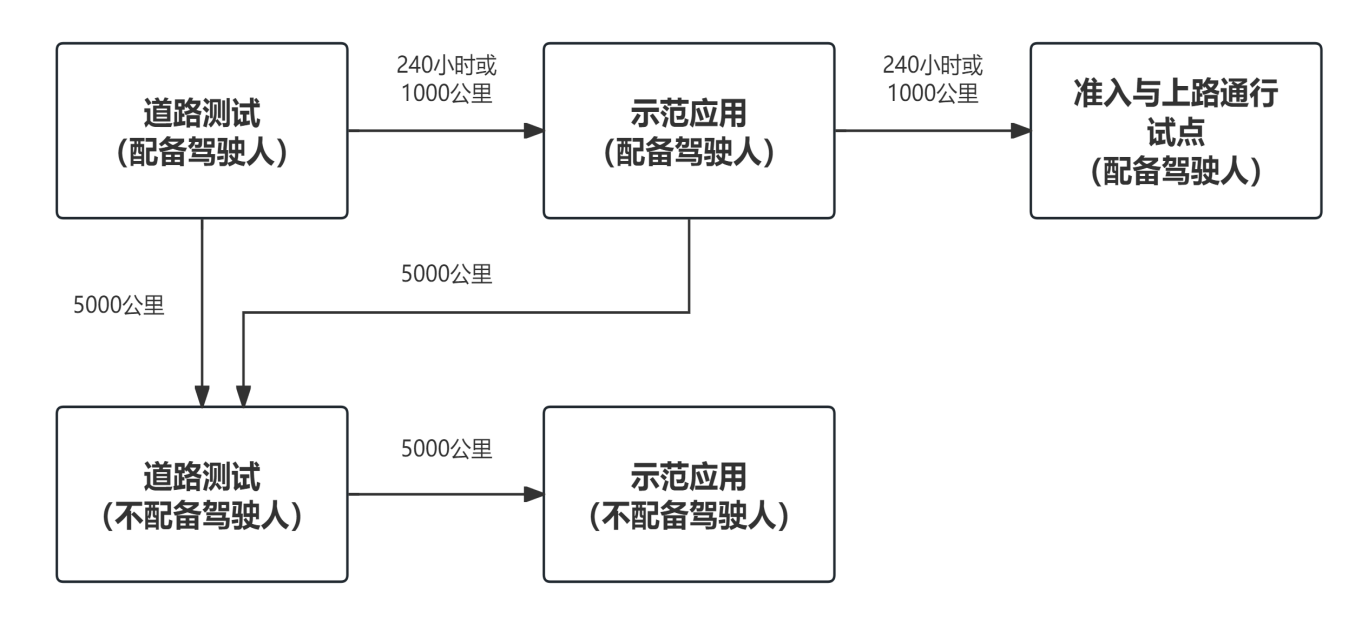 道路测试
（配备驾驶人）
240小时或
1000公里
示范应用
（配备驾驶人）
240小时或
1000公里
准入与上路通行
试点
（配备驾驶人）
5000公里
5000公里
道路测试
（不配备驾驶人）
5000公里
示范应用
（不配备驾驶人）